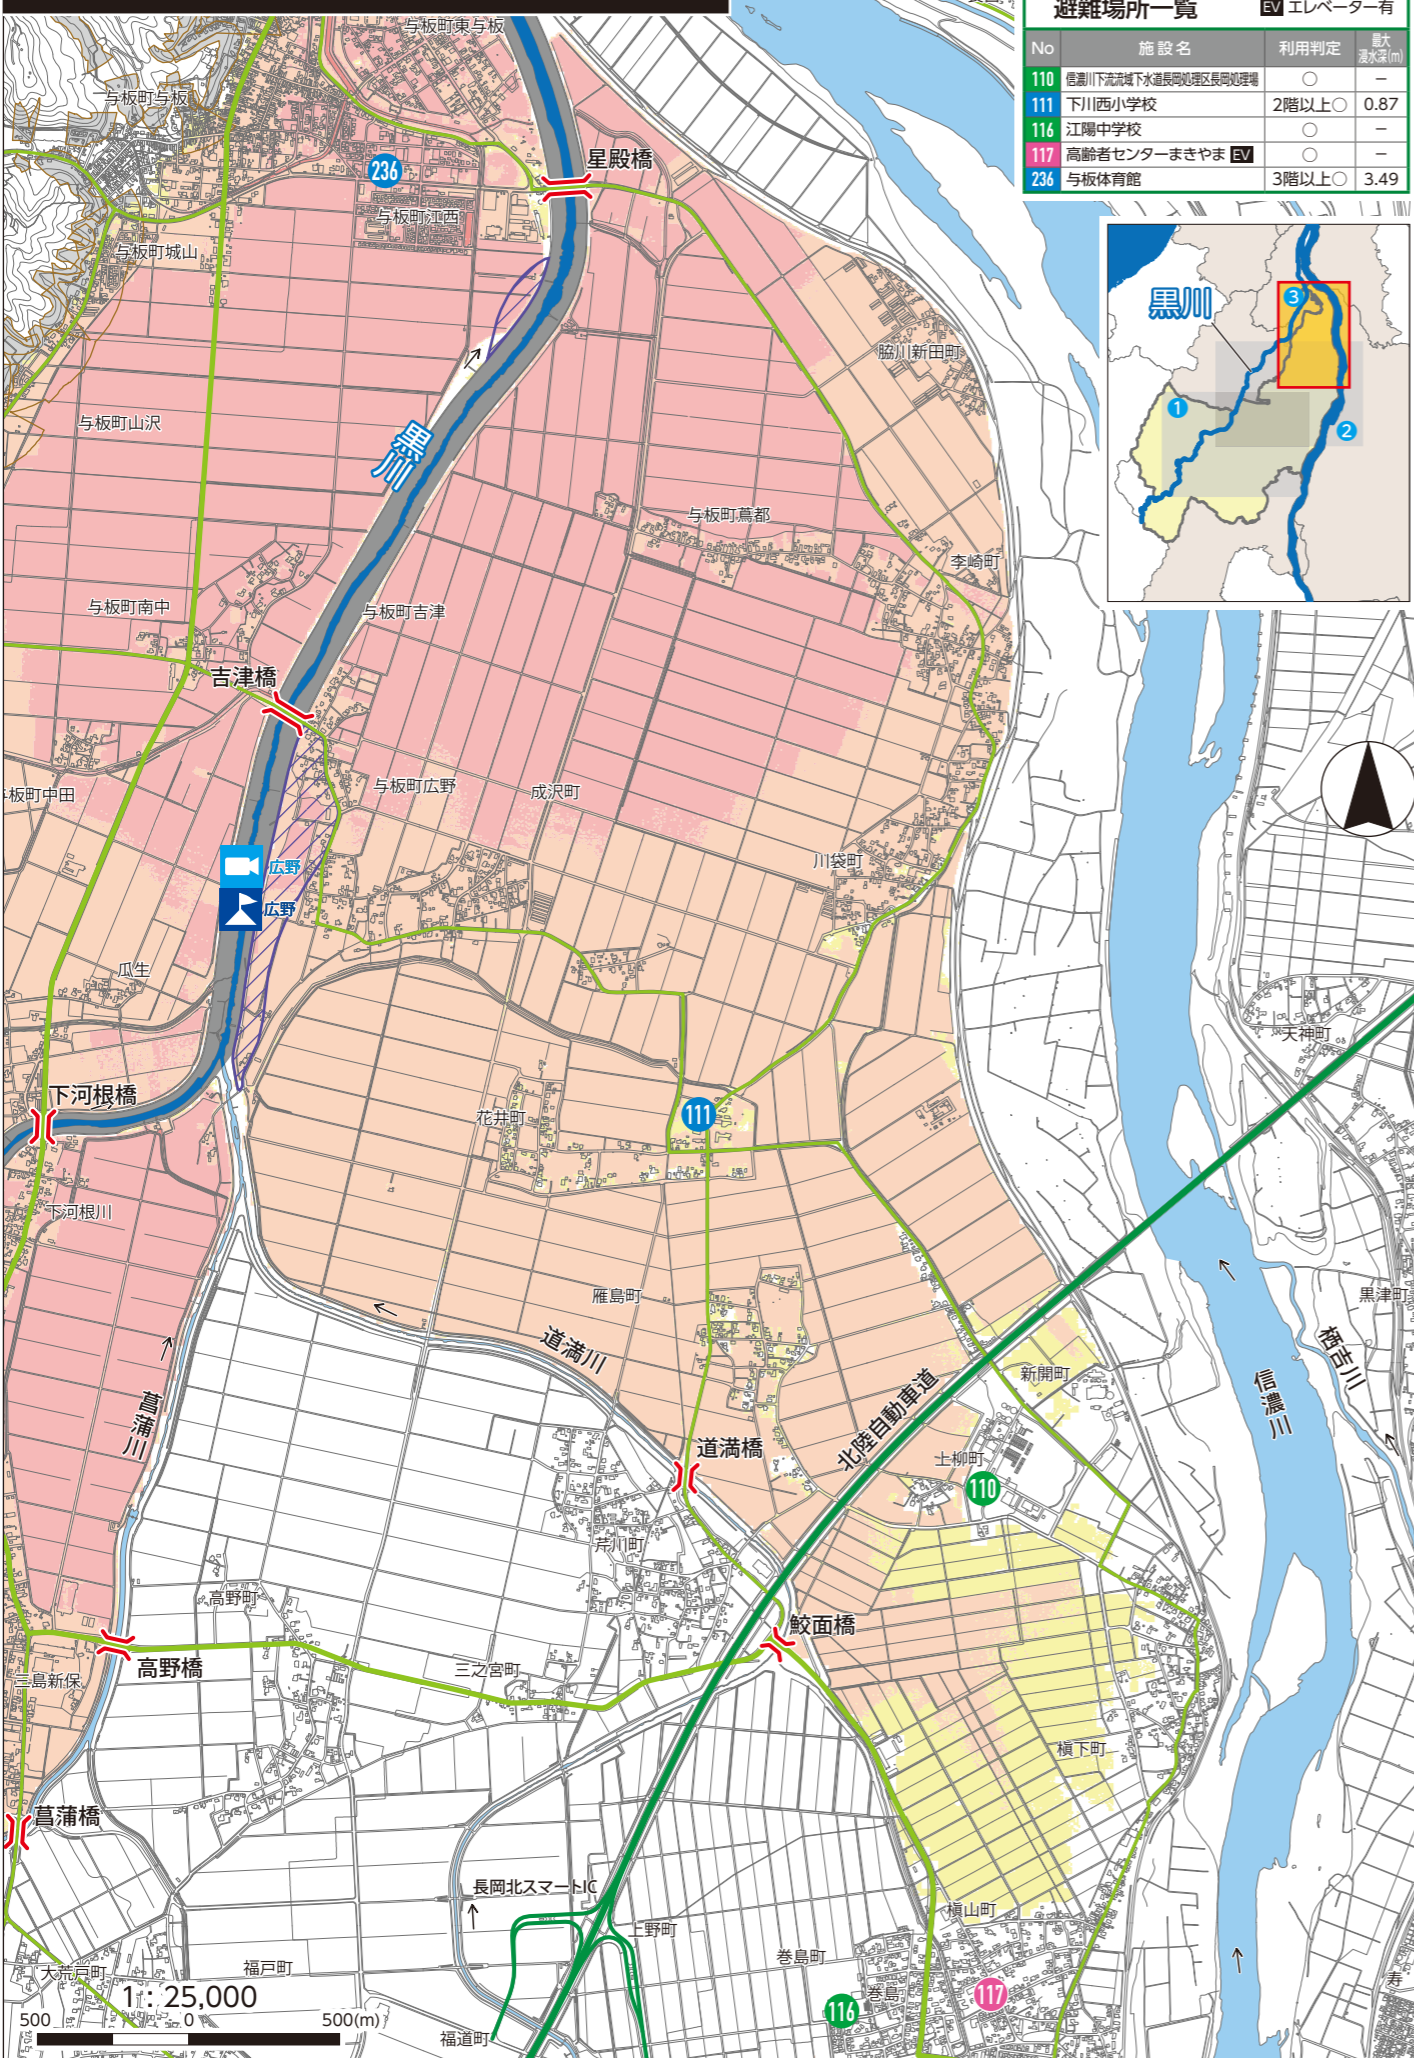 避難場所一覧
EV エレベーター有
No 施設名 利用判定 最大浸水深(m)
110 信濃川下流流域下水道長岡処理区長岡処理場 ○ −
111 下川西小学校 2階以上○ 0.87
116 江陽中学校 ○ −
117 高齢者センターまきやま EV ○ −
236 与板体育館 3階以上○ 3.49
黒川
3
1
2
与板町東与板
与板町与板
236
星殿橋
与板町江西
与板町城山
脇川新田町
与板町山沢
黒川
与板町蔦都
李崎町
与板町南中
与板町吉津
吉津橋
与板町広野
成沢町
板町中田
川袋町
広野
広野
瓜生
天神町
下河根橋
花井町
111
下河根川
雁島町
黒津町
道満川
栖吉川
信濃川
新開町
菖蒲川
北陸自動車道
道満橋
土柳町
110
芹川町
高野町
鮫面橋
高野橋
三之宮町
三島新保
槇下町
菖蒲橋
長岡北スマートIC
槇山町
上野町
巻島町
福戸町
大荒戸町
巻島
117
116
寿
福道町
1：25,000
500 0 500(m)